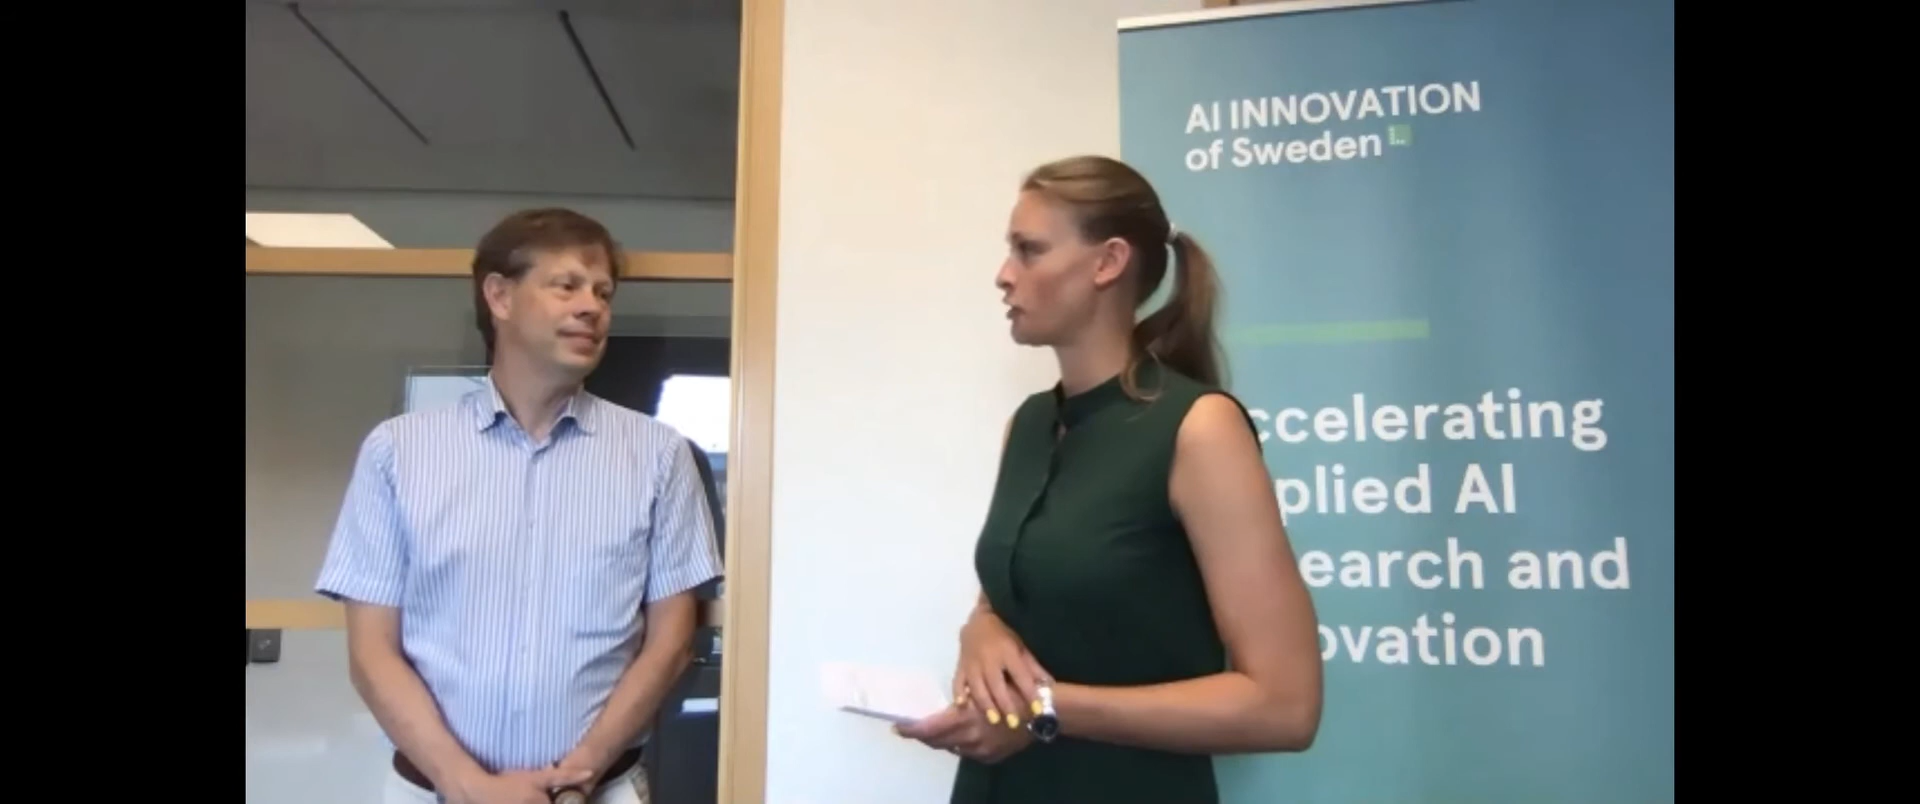 AI INNOVATION
of Sweden
ccelerating
plied AI
earch and
ovation